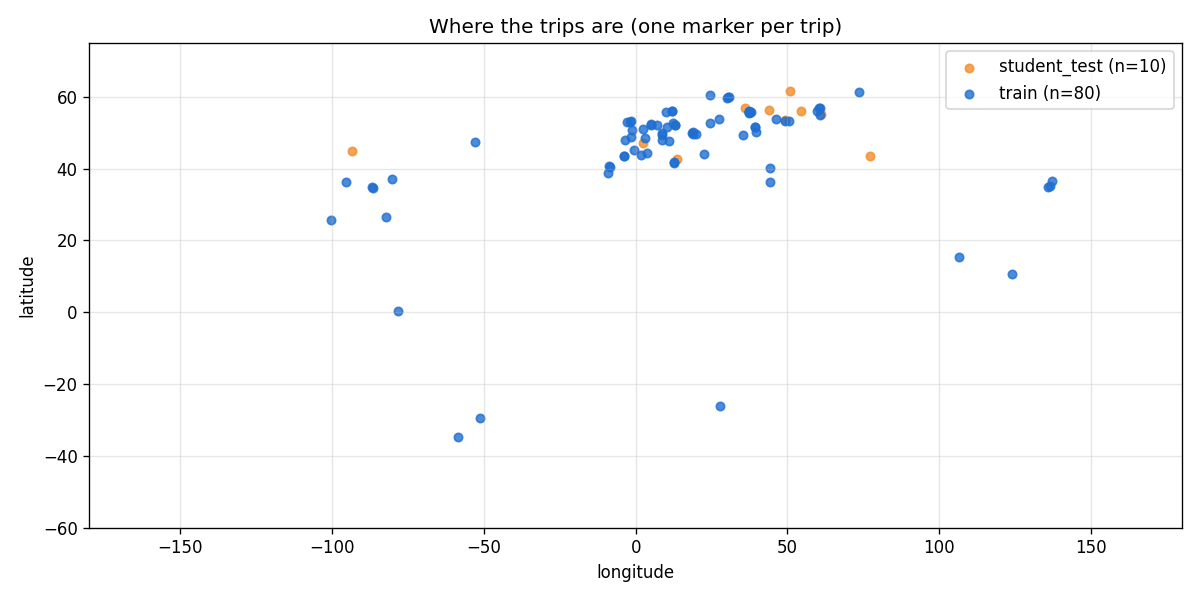 Where the trips are (one marker per trip)
student_test (n=10)
train (n=80)
60
40
20
0
−20
−40
−60
latitude
−150
−100
−50
0
50
100
150
longitude